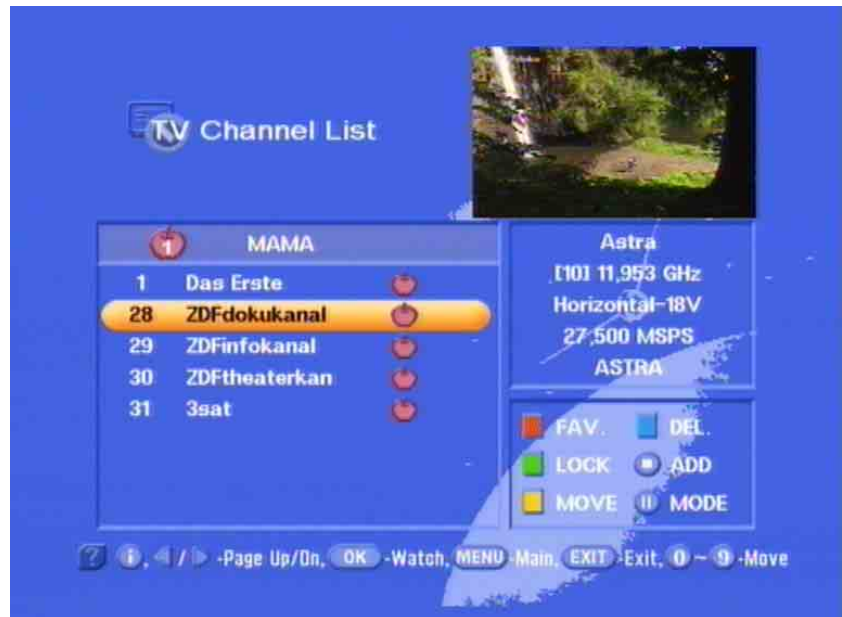 TV Channel List
1 MAMA
1 Das Erste
28 ZDFdokukanal
29 ZDFinfokanal
30 ZDFtheaterkan
31 3sat
Astra
[10] 11,953 GHz
Horizontal-18V
27,500 MSPS
ASTRA
FAV. DEL.
LOCK ADD
MOVE MODE
? i, ◀ / ▶ -Page Up/Dn, OK -Watch, MENU -Main, EXIT -Exit, 0 ~ 9 -Move